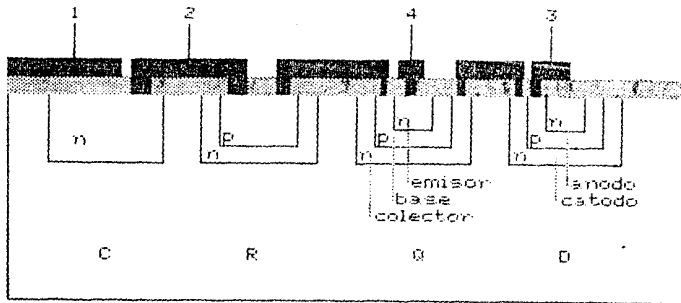 1 2 4 3
n n p n p n n p n
emisor anodo
base catodo
colector
C R Q D